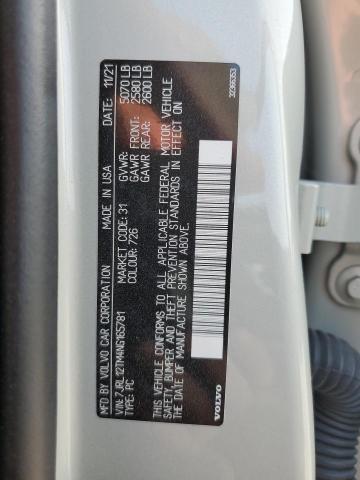 MFD. BY VOLVO CAR CORPORATION MADE IN USA DATE: 11/21
VIN: 7JRL12TM4NG165781 MARKET CODE: 31 GVWR: 5070 LB
TYPE: PC COLOUR: 726 GAWR FRONT: 2580 LB
GAWR REAR: 2600 LB
THIS VEHICLE CONFORMS TO ALL APPLICABLE FEDERAL MOTOR VEHICLE
SAFETY, BUMPER AND THEFT PREVENTION STANDARDS IN EFFECT ON
THE DATE OF MANUFACTURE SHOWN ABOVE.
VOLVO 32366353